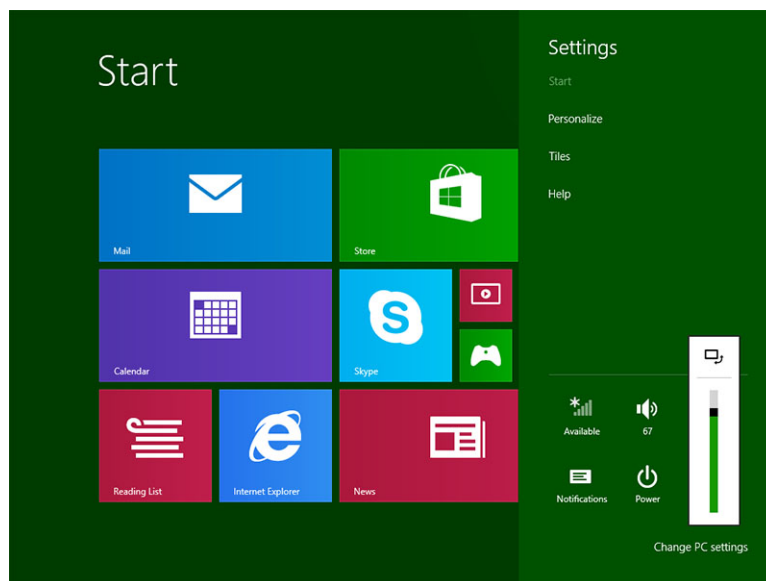 Start
Settings
Start
Personalize
Tiles
Help
Mail
Store
Calendar
Skype
Reading List
Internet Explorer
News
Available
67
Notifications
Power
Change PC settings